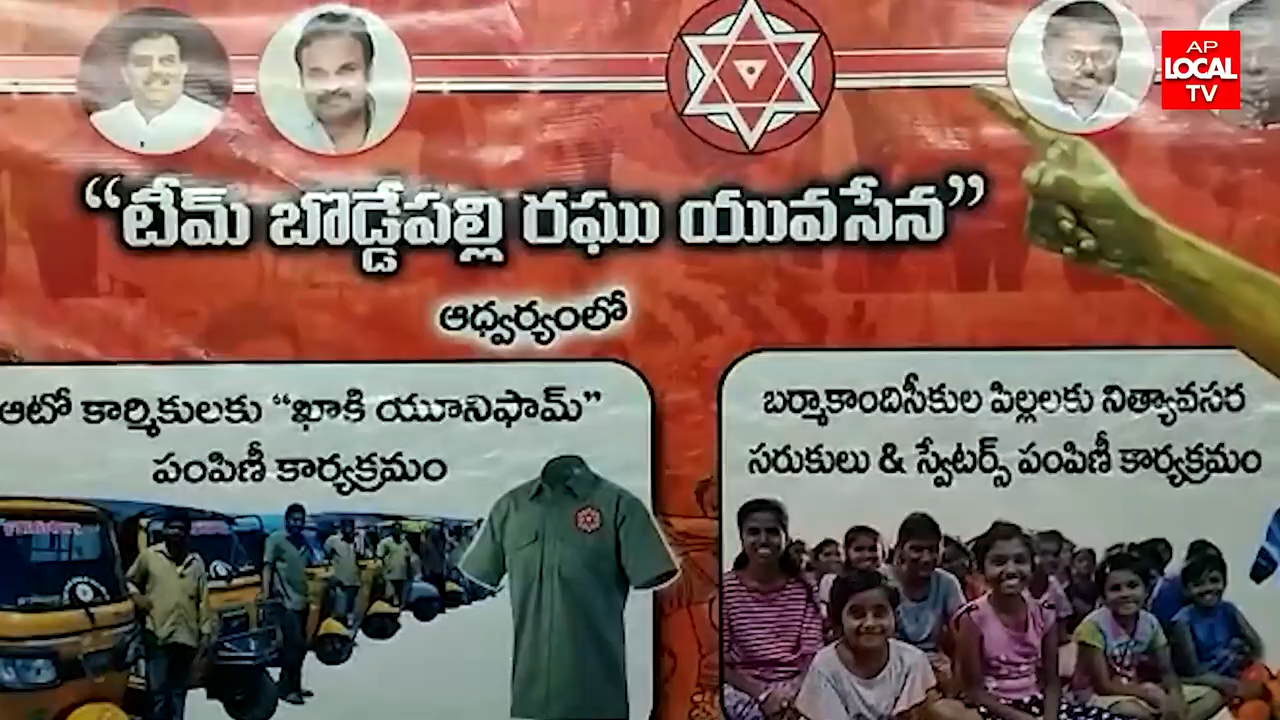 AP
LOCAL
TV
“టీమ్ బొడ్డేపల్లి రఘు యువసేన”
ఆధ్వర్యంలో
ఆటో కార్మికులకు “ఖాకి యూనిఫామ్”
పంపిణీ కార్యక్రమం
బర్మాకాందిసీకుల పిల్లలకు నిత్యావసర
సరుకులు & స్వేటర్స్ పంపిణీ కార్యక్రమం